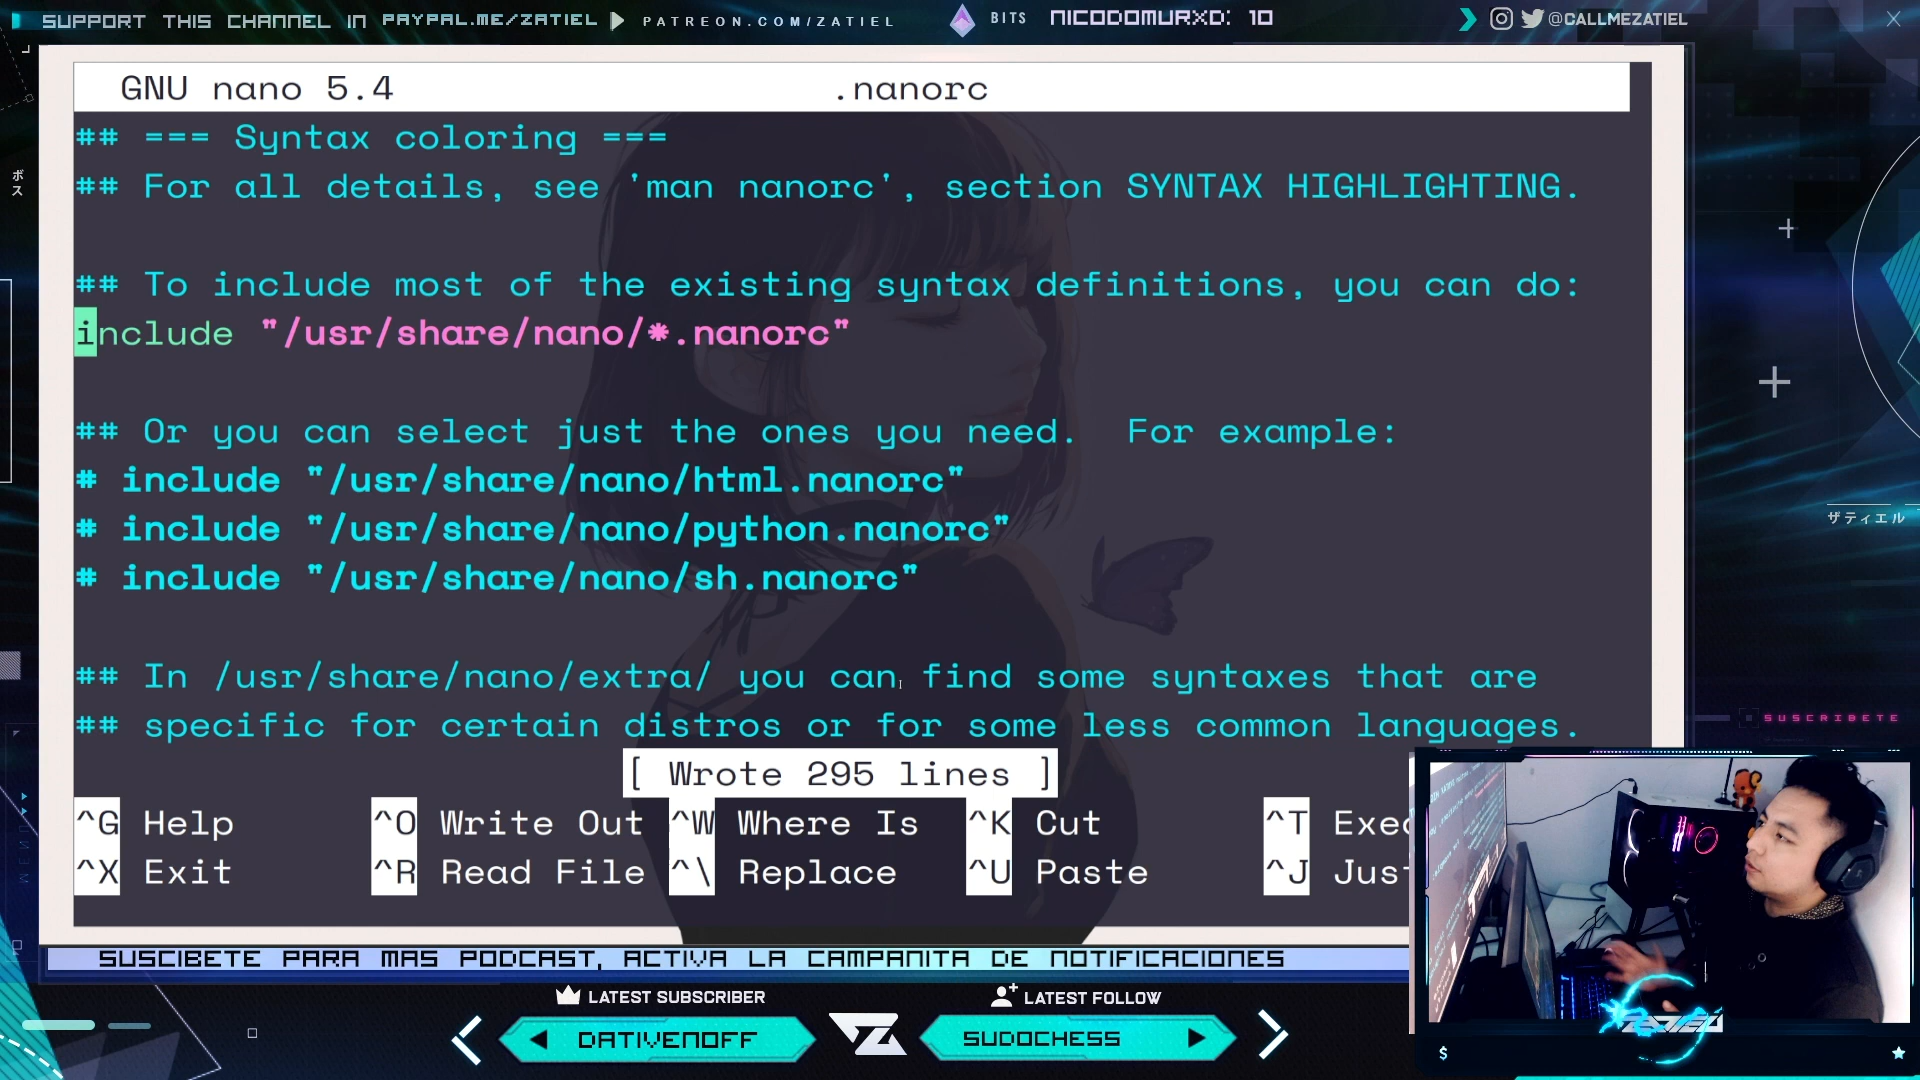 SUPPORT THIS CHANNEL IN PAYPAL.ME/ZATIEL PATREON.COM/ZATIEL BITS NICODOMURXD: 10 @CALLMEZATIEL
GNU nano 5.4 .nanorc
## === Syntax coloring ===
## For all details, see 'man nanorc', section SYNTAX HIGHLIGHTING.
## To include most of the existing syntax definitions, you can do:
include "/usr/share/nano/*.nanorc"
## Or you can select just the ones you need.  For example:
# include "/usr/share/nano/html.nanorc"
# include "/usr/share/nano/python.nanorc"
# include "/usr/share/nano/sh.nanorc"
## In /usr/share/nano/extra/ you can find some syntaxes that are
## specific for certain distros or for some less common languages.
[ Wrote 295 lines ]
^G Help ^O Write Out ^W Where Is ^K Cut ^T Exec
^X Exit ^R Read File ^\ Replace ^U Paste ^J Jus
ボス
ザティエル
SUSCRIBETE
MENU
SUSCIBETE PARA MAS PODCAST, ACTIVA LA CAMPANITA DE NOTIFICACIONES
LATEST SUBSCRIBER LATEST FOLLOW
DATIVENOFF SUDOCHESS
$